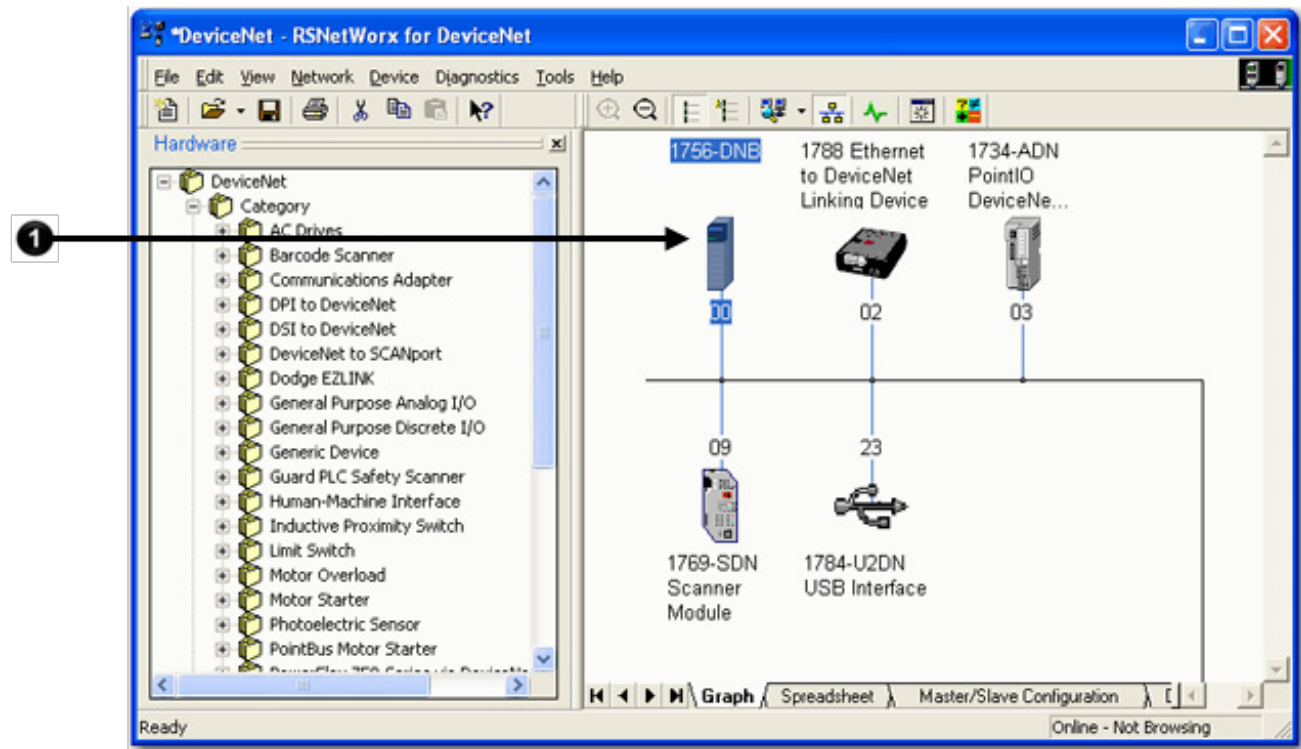 *DeviceNet - RSNetWorx for DeviceNet
File Edit View Network Device Diagnostics Tools Help
Hardware
DeviceNet
Category
AC Drives
Barcode Scanner
Communications Adapter
DPI to DeviceNet
DSI to DeviceNet
DeviceNet to SCANport
Dodge EZLINK
General Purpose Analog I/O
General Purpose Discrete I/O
Generic Device
Guard PLC Safety Scanner
Human-Machine Interface
Inductive Proximity Switch
Limit Switch
Motor Overload
Motor Starter
Photoelectric Sensor
PointBus Motor Starter
1
1756-DNB
00
1788 Ethernet
to DeviceNet
Linking Device
02
1734-ADN
PointIO
DeviceNe...
03
09
1769-SDN
Scanner
Module
23
1784-U2DN
USB Interface
Graph Spreadsheet Master/Slave Configuration
Ready
Online - Not Browsing